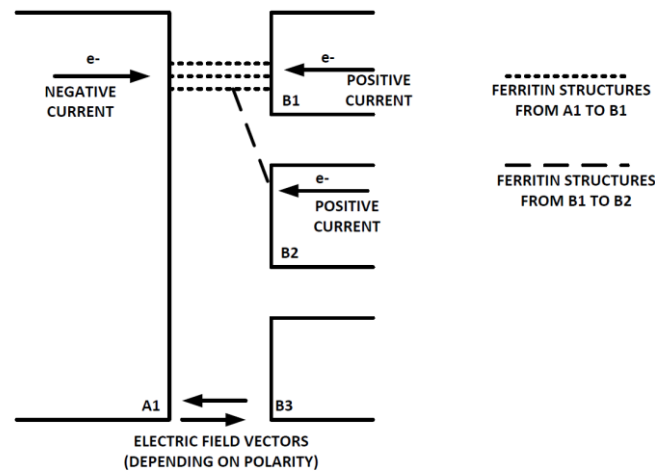 e-
NEGATIVE
CURRENT
e-
POSITIVE
CURRENT
B1
FERRITIN STRUCTURES
FROM A1 TO B1
e-
POSITIVE
CURRENT
B2
FERRITIN STRUCTURES
FROM B1 TO B2
A1
B3
ELECTRIC FIELD VECTORS
(DEPENDING ON POLARITY)